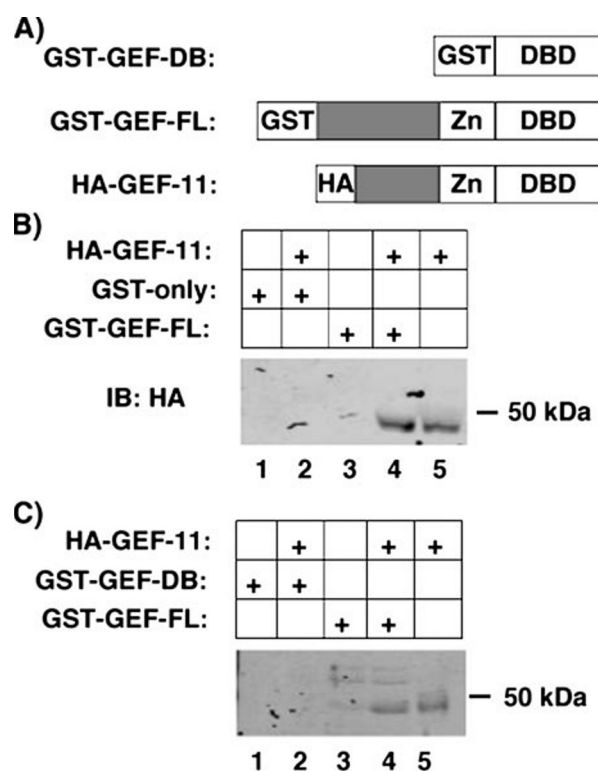 A)
GST-GEF-DB: GST DBD
GST-GEF-FL: GST Zn DBD
HA-GEF-11: HA Zn DBD
B)
HA-GEF-11: + + +
GST-only: + +
GST-GEF-FL: + +
IB: HA
50 kDa
1 2 3 4 5
C)
HA-GEF-11: + + +
GST-GEF-DB: + +
GST-GEF-FL: + +
50 kDa
1 2 3 4 5